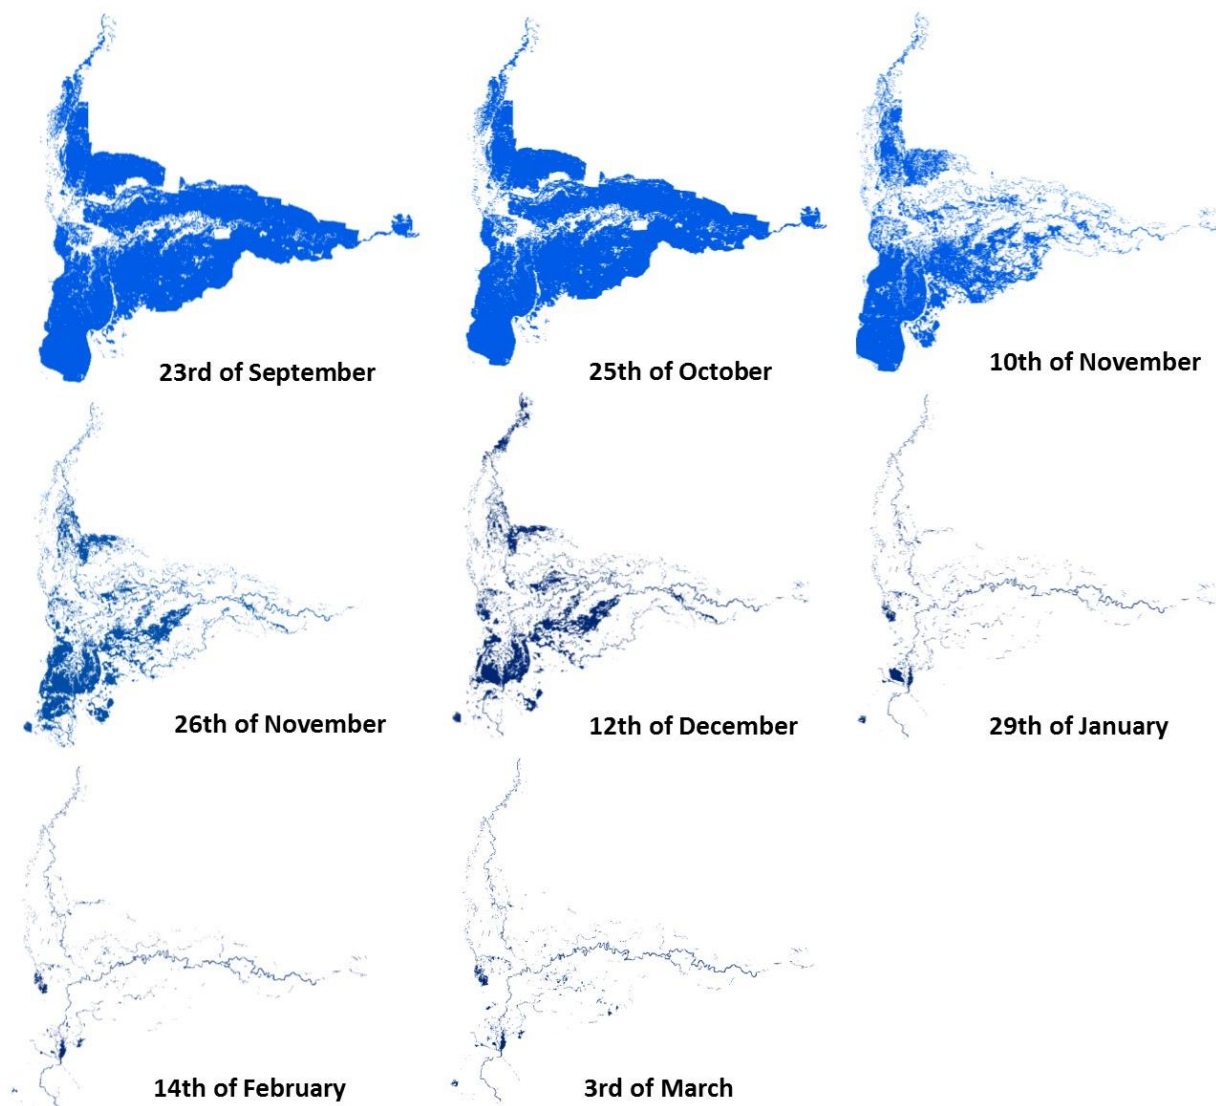 23rd of September
25th of October
10th of November
26th of November
12th of December
29th of January
14th of February
3rd of March